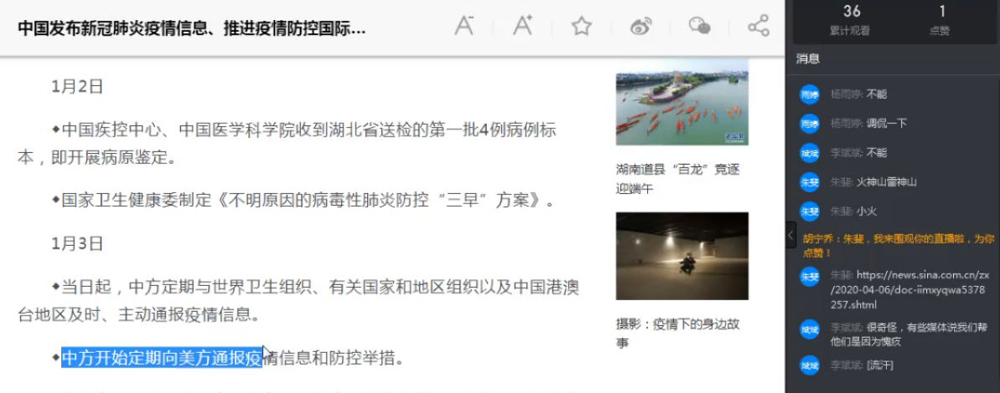 中国发布新冠肺炎疫情信息、推进疫情防控国际...
A-
A+
1月2日
◆中国疾控中心、中国医学科学院收到湖北省送检的第一批4例病例标
本，即开展病原鉴定。
◆国家卫生健康委制定《不明原因的病毒性肺炎防控“三早”方案》。
1月3日
◆当日起，中方定期与世界卫生组织、有关国家和地区组织以及中国港澳
台地区及时、主动通报疫情信息。
◆中方开始定期向美方通报疫情信息和防控举措。
湖南道县“百龙”竞逐
迎端午
摄影：疫情下的身边故
事
36
累计观看
1
点赞
消息
雨婷
杨雨婷: 不能
雨婷
杨雨婷: 调侃一下
斌斌
李斌斌: 不能
朱斐
朱斐: 火神山雷神山
朱斐
朱斐: 小火
胡宁乔：朱斐，我来围观你的直播啦，为你
点赞！
朱斐
朱斐: https://news.sina.com.cn/zx
/2020-04-06/doc-iimxyqwa5378
257.shtml
斌斌
李斌斌: 很奇怪，有些媒体说我们帮
他们是因为愧疚
斌斌
李斌斌: [流汗]